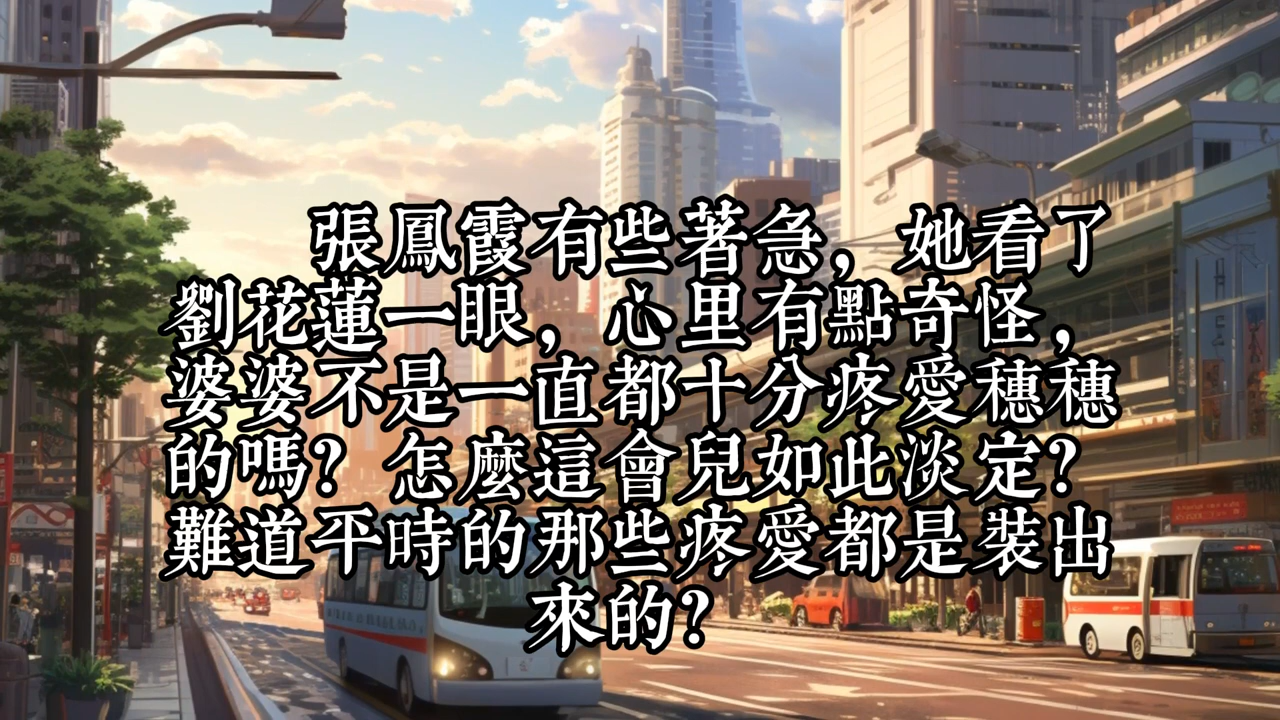 張鳳霞有些著急，她看了
劉花蓮一眼，心里有點奇怪，
婆婆不是一直都十分疼愛穗穗
的嗎？怎麼這會兒如此淡定？
難道平時的那些疼愛都是裝出
來的？